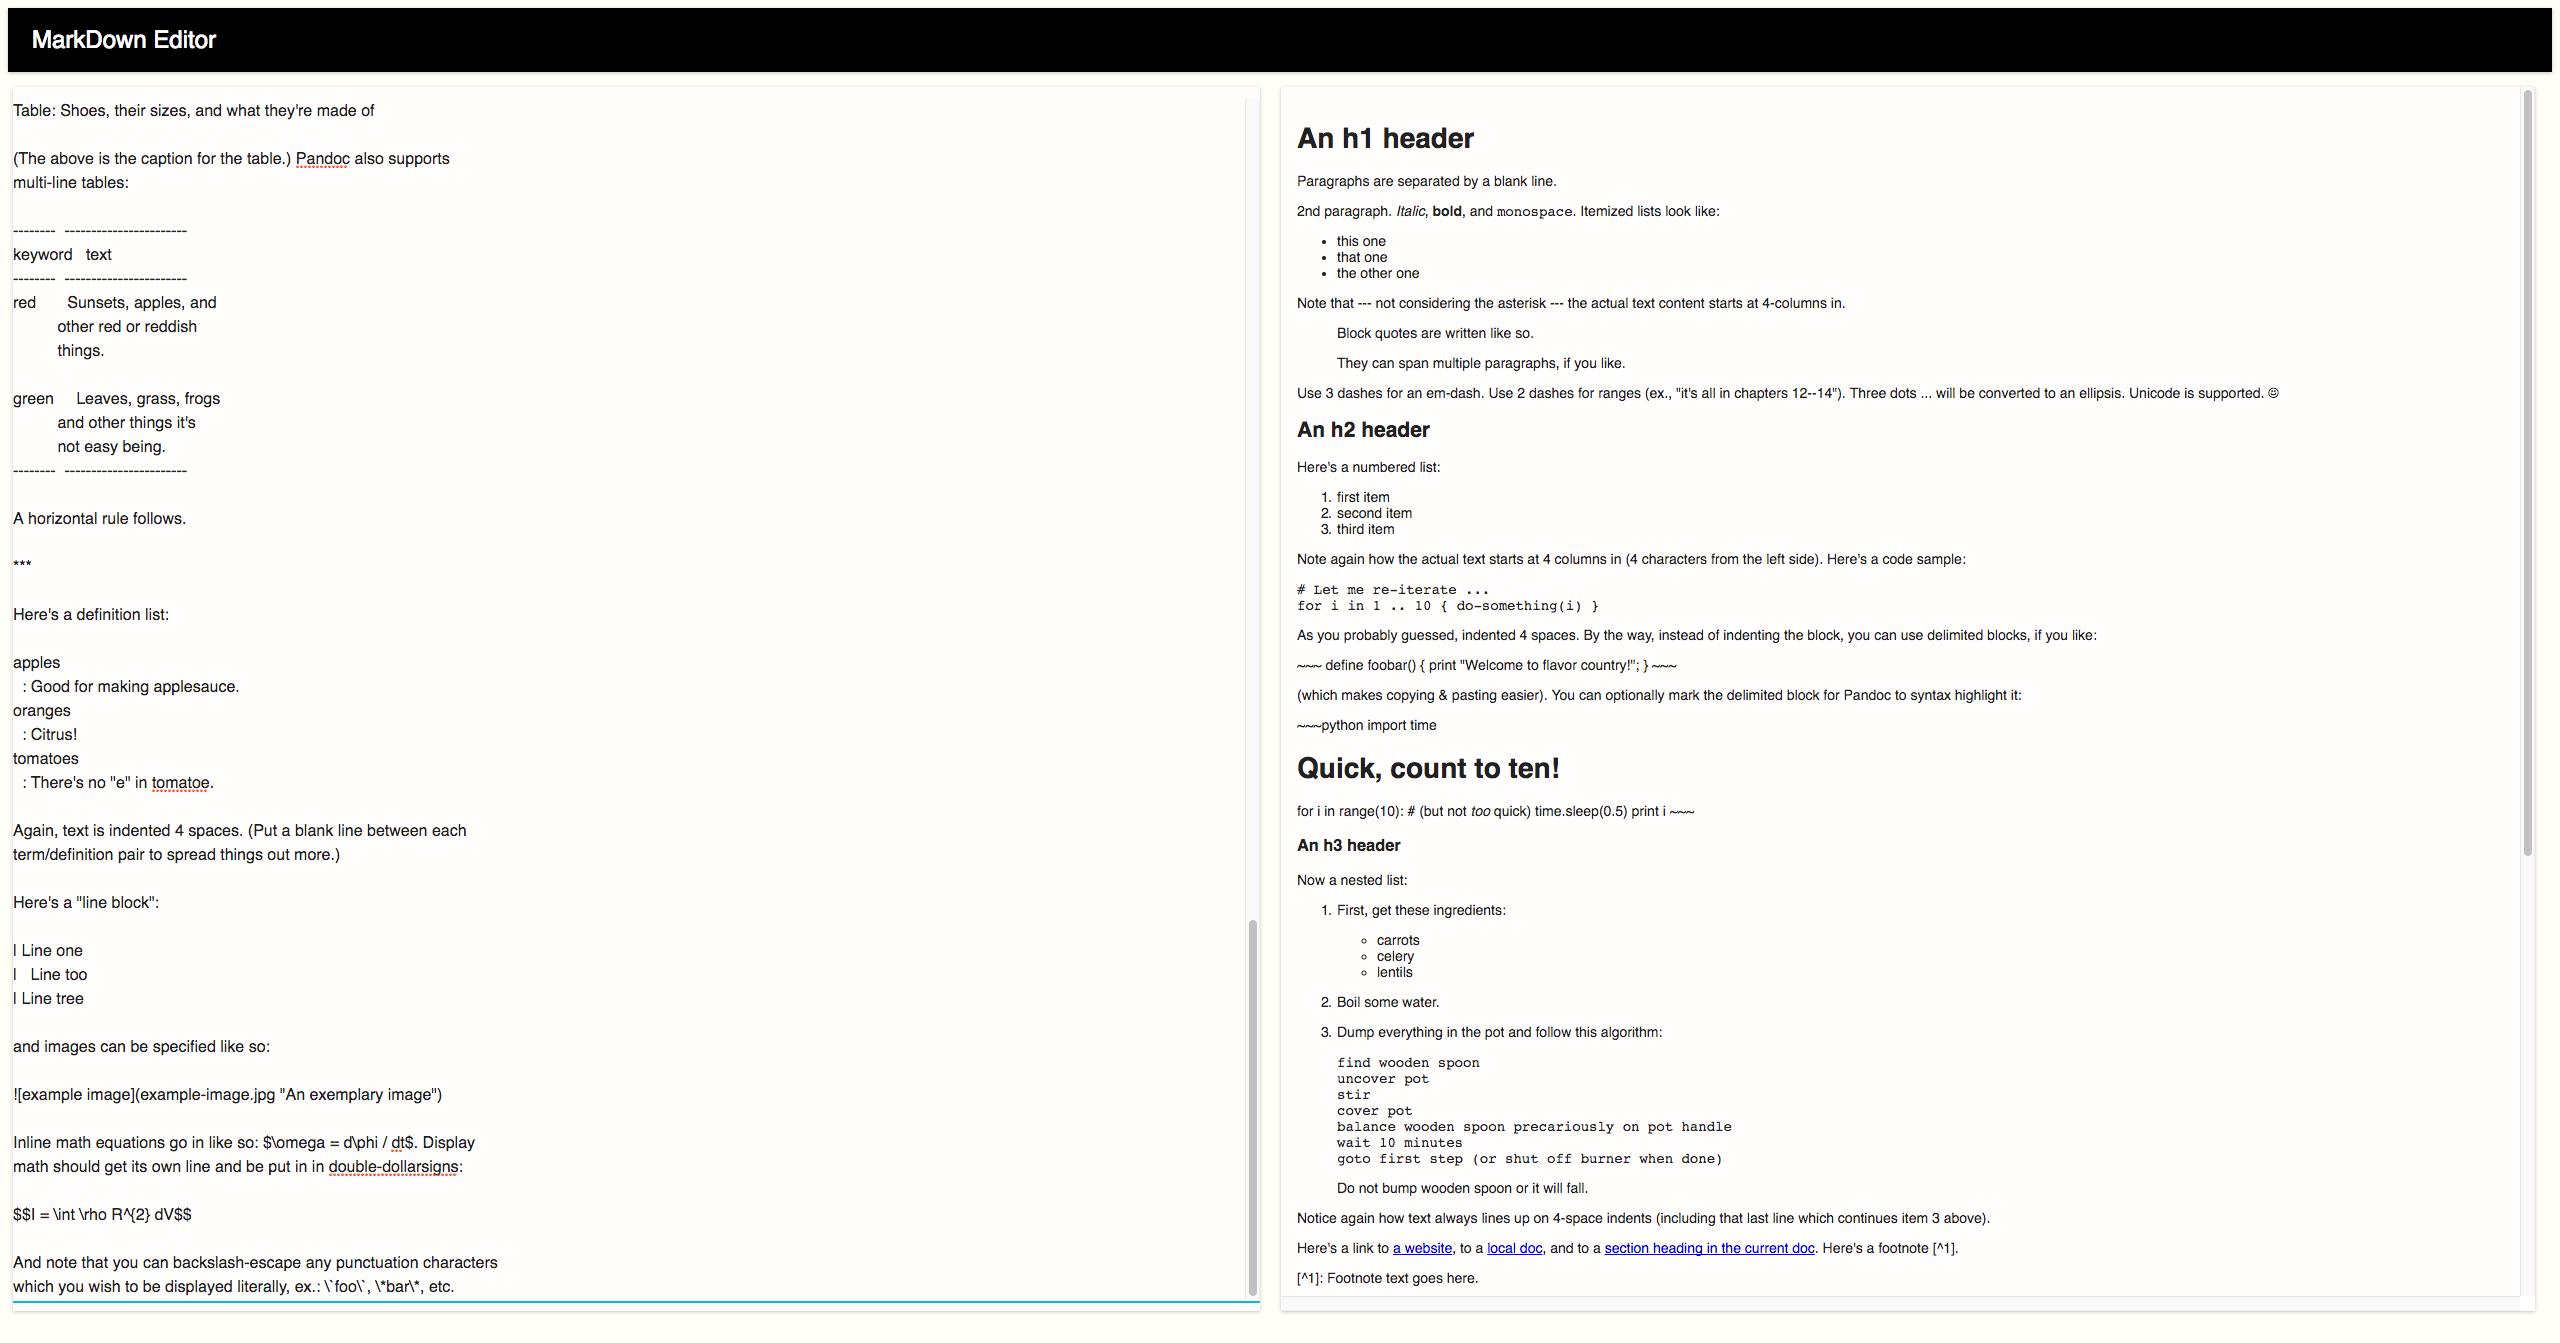 MarkDown Editor
Table: Shoes, their sizes, and what they're made of
(The above is the caption for the table.) Pandoc also supports
multi-line tables:
--------  -----------------------
keyword   text
--------  -----------------------
red       Sunsets, apples, and
          other red or reddish
          things.
green     Leaves, grass, frogs
          and other things it's
          not easy being.
--------  -----------------------
A horizontal rule follows.
***
Here's a definition list:
apples
  : Good for making applesauce.
oranges
  : Citrus!
tomatoes
  : There's no "e" in tomatoe.
Again, text is indented 4 spaces. (Put a blank line between each
term/definition pair to spread things out more.)
Here's a "line block":
| Line one
|   Line too
| Line tree
and images can be specified like so:
![example image](example-image.jpg "An exemplary image")
Inline math equations go in like so: $\omega = d\phi / dt$. Display
math should get its own line and be put in in double-dollarsigns:
$$I = \int \rho R^{2} dV$$
And note that you can backslash-escape any punctuation characters
which you wish to be displayed literally, ex.: \`foo\`, \*bar\*, etc.
An h1 header
Paragraphs are separated by a blank line.
2nd paragraph. Italic, bold, and monospace. Itemized lists look like:
• this one
• that one
• the other one
Note that --- not considering the asterisk --- the actual text content starts at 4-columns in.
Block quotes are written like so.
They can span multiple paragraphs, if you like.
Use 3 dashes for an em-dash. Use 2 dashes for ranges (ex., "it's all in chapters 12--14"). Three dots ... will be converted to an ellipsis. Unicode is supported. ☺
An h2 header
Here's a numbered list:
1. first item
2. second item
3. third item
Note again how the actual text starts at 4 columns in (4 characters from the left side). Here's a code sample:
# Let me re-iterate ...
for i in 1 .. 10 { do-something(i) }
As you probably guessed, indented 4 spaces. By the way, instead of indenting the block, you can use delimited blocks, if you like:
~~~ define foobar() { print "Welcome to flavor country!"; } ~~~
(which makes copying & pasting easier). You can optionally mark the delimited block for Pandoc to syntax highlight it:
~~~python import time
Quick, count to ten!
for i in range(10): # (but not too quick) time.sleep(0.5) print i ~~~
An h3 header
Now a nested list:
1. First, get these ingredients:
◦ carrots
◦ celery
◦ lentils
2. Boil some water.
3. Dump everything in the pot and follow this algorithm:
find wooden spoon
uncover pot
stir
cover pot
balance wooden spoon precariously on pot handle
wait 10 minutes
goto first step (or shut off burner when done)
Do not bump wooden spoon or it will fall.
Notice again how text always lines up on 4-space indents (including that last line which continues item 3 above).
Here's a link to a website, to a local doc, and to a section heading in the current doc. Here's a footnote [^1].
[^1]: Footnote text goes here.